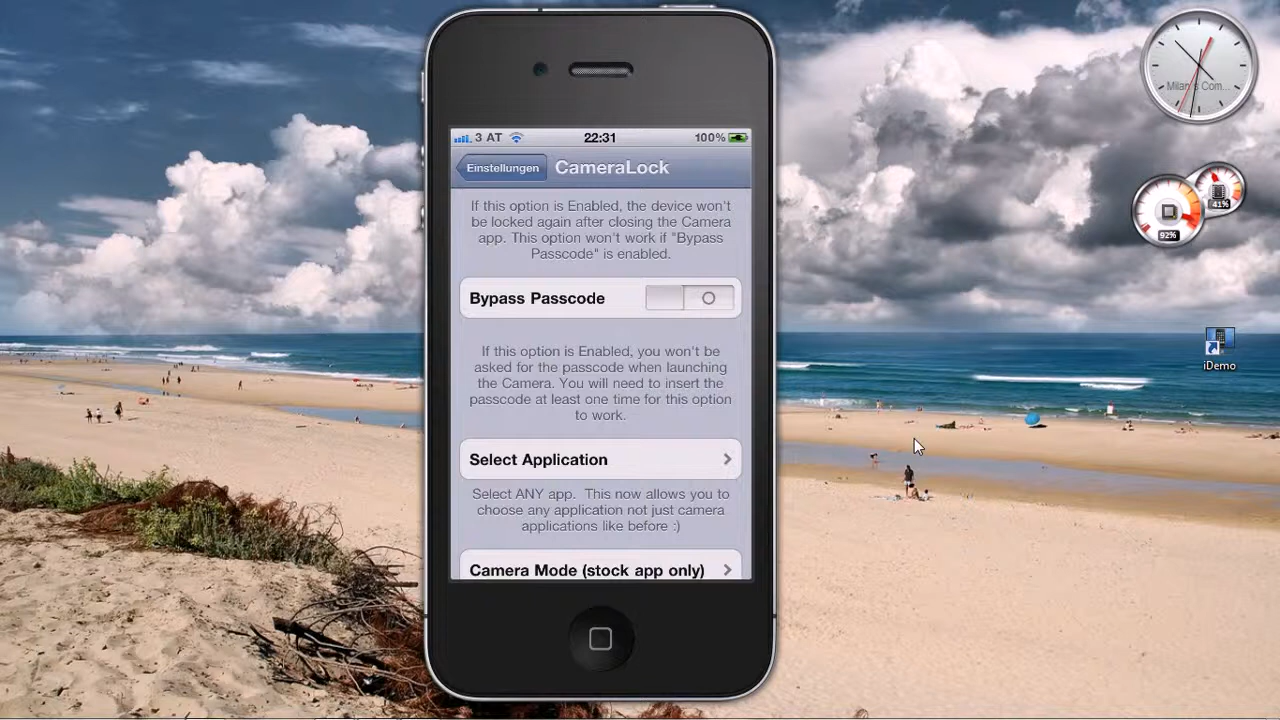 3 AT 22:31 100%
Einstellungen CameraLock
If this option is Enabled, the device won't
be locked again after closing the Camera
app. This option won't work if "Bypass
Passcode" is enabled.
Bypass Passcode
If this option is Enabled, you won't be
asked for the passcode when launching
the Camera. You will need to insert the
passcode at least one time for this option
to work.
Select Application
Select ANY app. This now allows you to
choose any application not just camera
applications like before :)
Camera Mode (stock app only)
41%
92%
iDemo